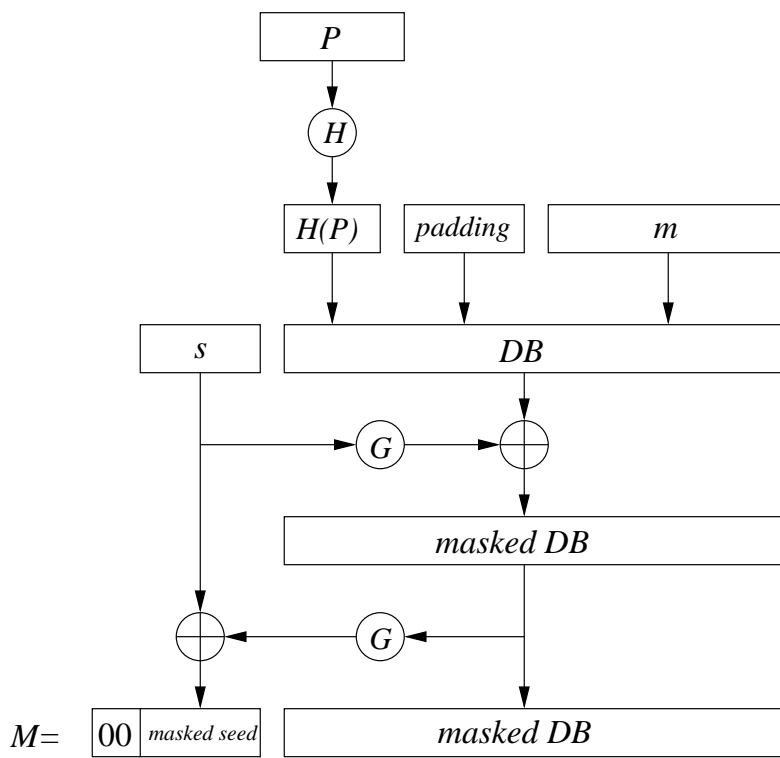 P
H
H(P) padding m
s DB
G
masked DB
G
M= 00 masked seed masked DB